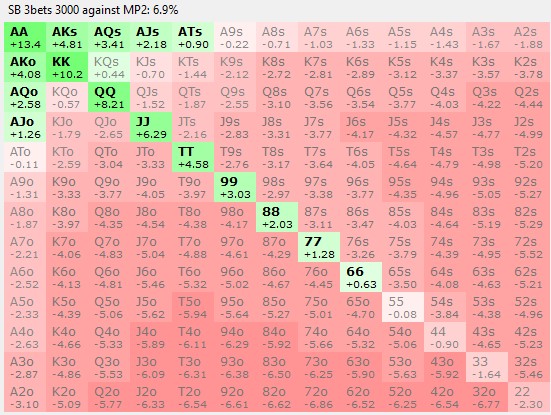 SB 3bets 3000 against MP2: 6.9%
AA AKs AQs AJs ATs A9s A8s A7s A6s A5s A4s A3s A2s
+13.4 +4.81 +3.41 +2.18 +0.90 -0.22 -0.71 -1.03 -1.33 -1.15 -1.43 -1.67 -1.88
AKo KK KQs KJs KTs K9s K8s K7s K6s K5s K4s K3s K2s
+4.08 +10.2 +0.44 -0.70 -1.44 -2.12 -2.72 -2.81 -2.89 -3.12 -3.37 -3.57 -3.78
AQo KQo QQ QJs QTs Q9s Q8s Q7s Q6s Q5s Q4s Q3s Q2s
+2.58 -0.57 +8.21 -1.52 -1.87 -2.55 -3.10 -3.56 -3.54 -3.77 -4.03 -4.22 -4.44
AJo KJo QJo JJ JTs J9s J8s J7s J6s J5s J4s J3s J2s
+1.26 -1.79 -2.65 +6.29 -2.16 -2.83 -3.31 -3.77 -4.17 -4.32 -4.57 -4.77 -4.99
ATo KTo QTo JTo TT T9s T8s T7s T6s T5s T4s T3s T2s
-0.11 -2.59 -3.04 -3.33 +4.58 -2.76 -3.17 -3.64 -4.05 -4.64 -4.79 -4.98 -5.20
A9o K9o Q9o J9o T9o 99 98s 97s 96s 95s 94s 93s 92s
-1.31 -3.33 -3.77 -4.05 -3.97 +3.03 -2.97 -3.38 -3.77 -4.35 -4.96 -5.05 -5.27
A8o K8o Q8o J8o T8o 98o 88 87s 86s 85s 84s 83s 82s
-1.87 -3.97 -4.35 -4.54 -4.38 -4.17 +2.03 -3.11 -3.47 -4.03 -4.64 -5.19 -5.29
A7o K7o Q7o J7o T7o 97o 87o 77 76s 75s 74s 73s 72s
-2.21 -4.06 -4.83 -5.04 -4.88 -4.61 -4.29 +1.28 -3.26 -3.79 -4.39 -4.95 -5.52
A6o K6o Q6o J6o T6o 96o 86o 76o 66 65s 64s 63s 62s
-2.52 -4.13 -4.81 -5.46 -5.32 -5.02 -4.67 -4.45 +0.63 -3.50 -4.08 -4.63 -5.21
A5o K5o Q5o J5o T5o 95o 85o 75o 65o 55 54s 53s 52s
-2.33 -4.39 -5.06 -5.62 -5.94 -5.64 -5.27 -5.01 -4.70 -0.08 -3.84 -4.38 -4.96
A4o K4o Q4o J4o T4o 94o 84o 74o 64o 54o 44 43s 42s
-2.63 -4.66 -5.33 -5.89 -6.11 -6.29 -5.92 -5.66 -5.32 -5.06 -0.90 -4.65 -5.23
A3o K3o Q3o J3o T3o 93o 83o 73o 63o 53o 43o 33 32s
-2.87 -4.86 -5.53 -6.09 -6.31 -6.38 -6.50 -6.25 -5.90 -5.63 -5.92 -1.64 -5.46
A2o K2o Q2o J2o T2o 92o 82o 72o 62o 52o 42o 32o 22
-3.10 -5.09 -5.77 -6.33 -6.54 -6.61 -6.62 -6.86 -6.52 -6.25 -6.54 -6.77 -2.30